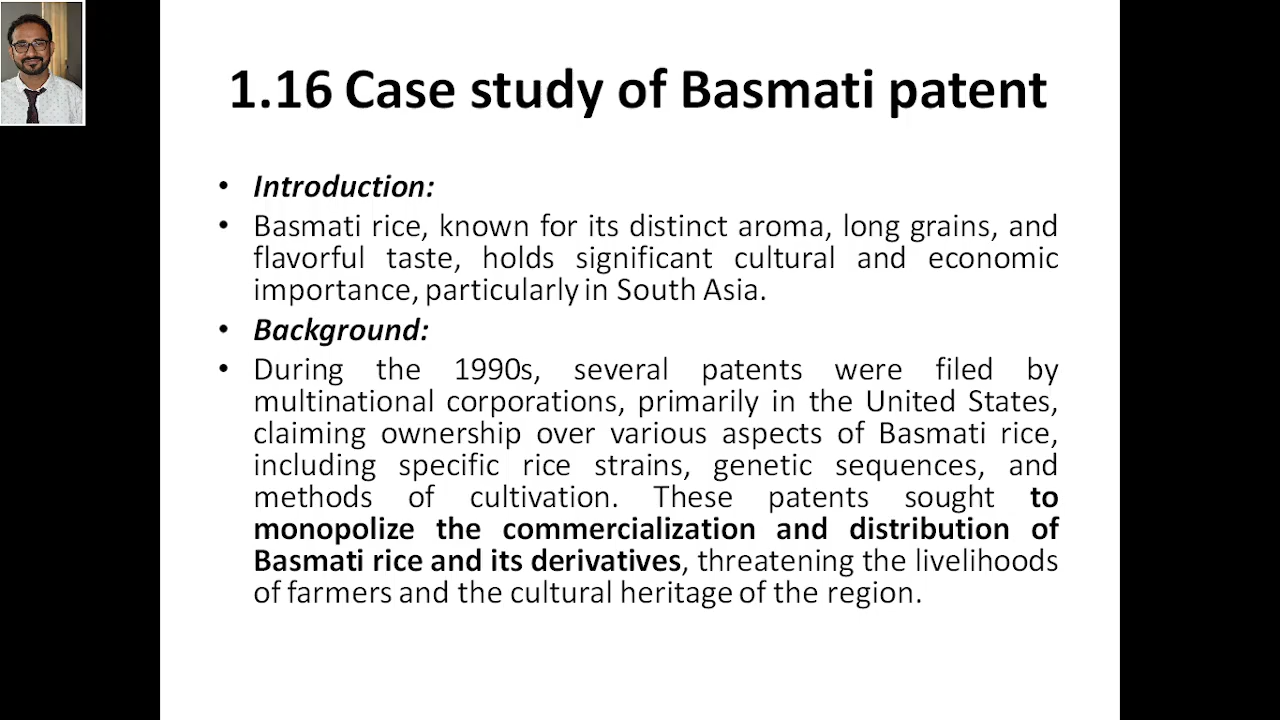 1.16 Case study of Basmati patent
• Introduction:
• Basmati rice, known for its distinct aroma, long grains, and
flavorful taste, holds significant cultural and economic
importance, particularly in South Asia.
• Background:
• During the 1990s, several patents were filed by
multinational corporations, primarily in the United States,
claiming ownership over various aspects of Basmati rice,
including specific rice strains, genetic sequences, and
methods of cultivation. These patents sought to
monopolize the commercialization and distribution of
Basmati rice and its derivatives, threatening the livelihoods
of farmers and the cultural heritage of the region.